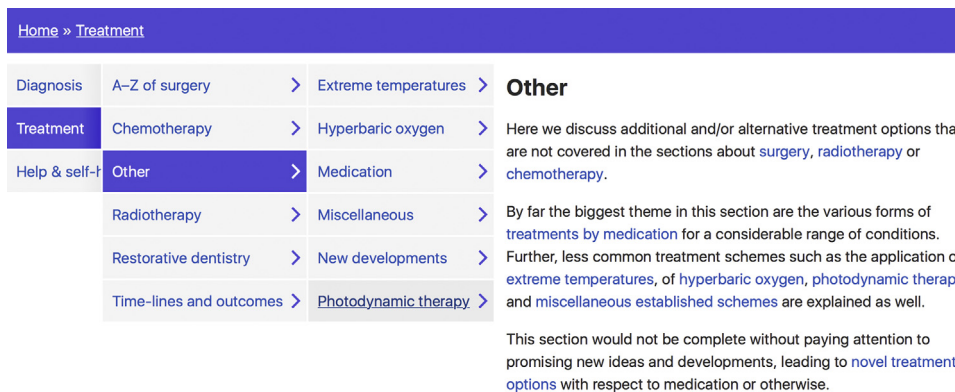 Home » Treatment
Diagnosis
Treatment
Help & self-
A–Z of surgery
Chemotherapy
Other
Radiotherapy
Restorative dentistry
Time-lines and outcomes
Extreme temperatures
Hyperbaric oxygen
Medication
Miscellaneous
New developments
Photodynamic therapy
Other
Here we discuss additional and/or alternative treatment options tha
are not covered in the sections about surgery, radiotherapy or
chemotherapy.
By far the biggest theme in this section are the various forms of
treatments by medication for a considerable range of conditions.
Further, less common treatment schemes such as the application o
extreme temperatures, of hyperbaric oxygen, photodynamic therap
and miscellaneous established schemes are explained as well.
This section would not be complete without paying attention to
promising new ideas and developments, leading to novel treatment
options with respect to medication or otherwise.